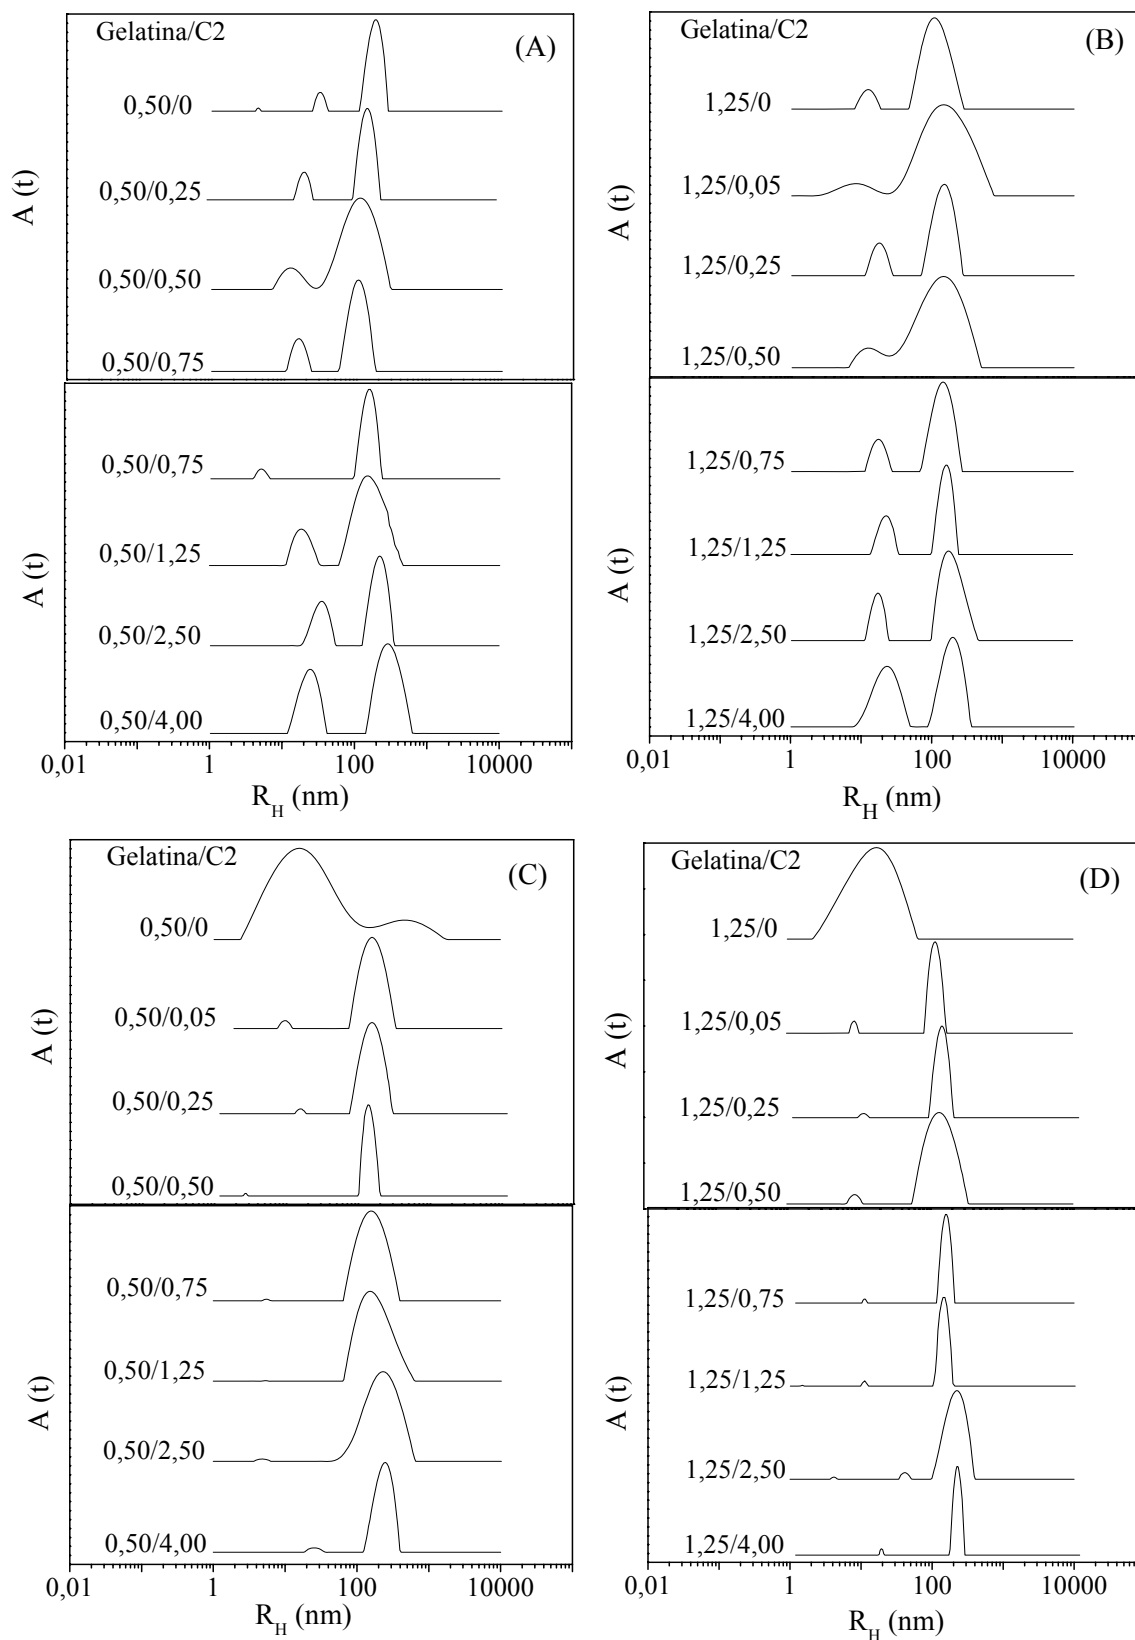 Gelatina/C2
(A)
0,50/0
0,50/0,25
0,50/0,50
0,50/0,75
A (t)
0,50/0,75
0,50/1,25
0,50/2,50
0,50/4,00
A (t)
0,01 1 100 10000
R_H (nm)
Gelatina/C2
(B)
1,25/0
1,25/0,05
1,25/0,25
1,25/0,50
A (t)
1,25/0,75
1,25/1,25
1,25/2,50
1,25/4,00
A (t)
0,01 1 100 10000
R_H (nm)
Gelatina/C2
(C)
0,50/0
0,50/0,05
0,50/0,25
0,50/0,50
A (t)
0,50/0,75
0,50/1,25
0,50/2,50
0,50/4,00
A (t)
0,01 1 100 10000
R_H (nm)
Gelatina/C2
(D)
1,25/0
1,25/0,05
1,25/0,25
1,25/0,50
A (t)
1,25/0,75
1,25/1,25
1,25/2,50
1,25/4,00
A (t)
0,01 1 100 10000
R_H (nm)